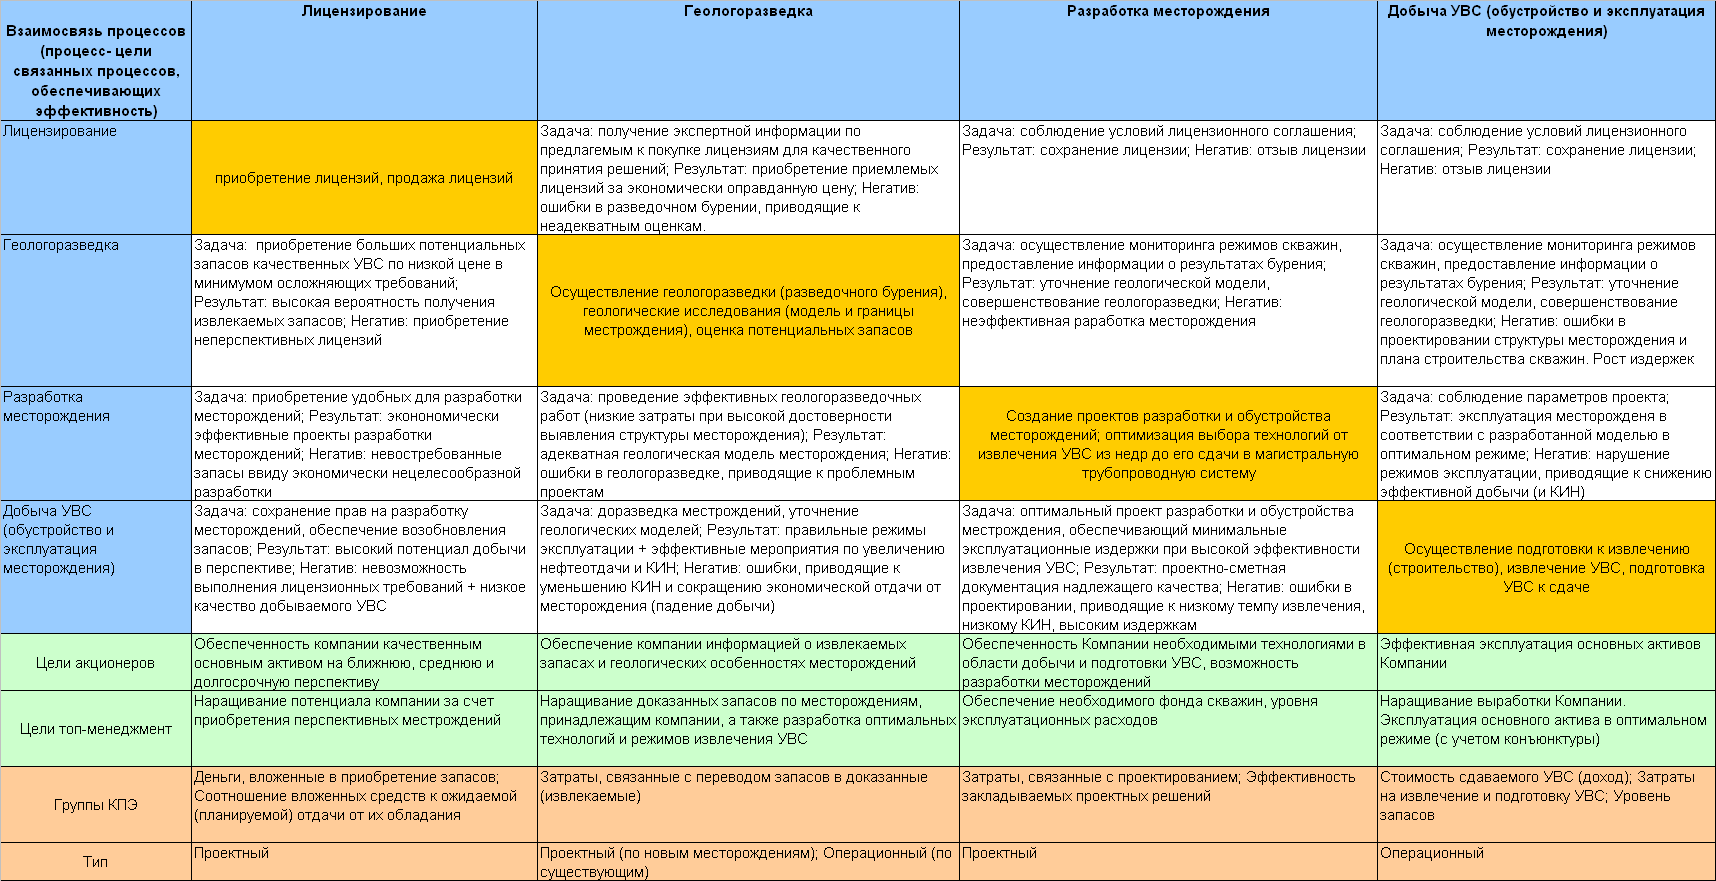 Взаимосвязь процессов
(процесс- цели
связанных процессов,
обеспечивающих
эффективность)
Лицензирование
Геологоразведка
Разработка месторождения
Добыча УВС (обустройство и эксплуатация
месторождения)
Лицензирование
приобретение лицензий, продажа лицензий
Задача: получение экспертной информации по
предлагемым к покупке лицензиям для качественного
принятия решений; Результат: приобретение приемлемых
лицензий за экономически оправданную цену; Негатив:
ошибки в разведочном бурении, приводящие к
неадекватным оценкам.
Задача: соблюдение условий лицензионного соглашения;
Результат: сохранение лицензии; Негатив: отзыв лицензии
Задача: соблюдение условий лицензионного
соглашения; Результат: сохранение лицензии;
Негатив: отзыв лицензии
Геологоразведка
Задача:  приобретение больших потенциальных
запасов качественных УВС по низкой цене в
минимумом осложняющих требований;
Результат: высокая вероятность получения
извлекаемых запасов; Негатив: приобретение
неперспективных лицензий
Осуществление геологоразведки (разведочного бурения),
геологические исследования (модель и границы
местрождения), оценка потенциальных запасов
Задача: осуществление мониторинга режимов скважин,
предоставление информации о результатах бурения;
Результат: уточнение геологической модели,
совершенствование геологоразведки; Негатив:
неэффективная раработка месторождения
Задача: осуществление мониторинга режимов
скважин, предоставление информации о
результатах бурения; Результат: уточнение
геологической модели, совершенствование
геологоразведки; Негатив: ошибки в
проектировании структуры месторождения и
плана строительства скважин. Рост издержек
Разработка
месторождения
Задача: приобретение удобных для разработки
месторождений; Результат: эконономически
эффективные проекты разработки
месторождений; Негатив: невостребованные
запасы ввиду экономически нецелесообразной
разработки
Задача: проведение эффективных геологоразведочных
работ (низкие затраты при высокой достоверности
выявления структуры месторождения); Результат:
адекватная геологическая модель месторождения; Негатив:
ошибки в геологоразведке, приводящие к проблемным
проектам
Создание проектов разработки и обустройства
месторождений; оптимизация выбора технологий от
извлечения УВС из недр до его сдачи в магистральную
трубопроводную систему
Задача: соблюдение параметров проекта;
Результат: эксплуатация месторожденя в
соответствии с разработанной моделью в
оптимальном режиме; Негатив: нарушение
режимов эксплуатации, приводящие к снижению
эффективной добычи (и КИН)
Добыча УВС
(обустройство и
эксплуатация
месторождения)
Задача: сохранение прав на разработку
месторождений, обеспечение возобновления
запасов; Результат: высокий потенциал добычи
в перспективе; Негатив: невозможность
выполнения лицензионных требований + низкое
качество добываемого УВС
Задача: доразведка местрождений, уточнение
геологических моделей; Результат: правильные режимы
эксплуатации + эффективные мероприятия по увеличению
нефтеотдачи и КИН; Негатив: ошибки, приводящие к
уменьшению КИН и сокращению экономической отдачи от
месторождения (падение добычи)
Задача: оптимальный проект разработки и обустройства
местрождения, обеспечивающий минимальные
эксплуатационные издержки при высокой эффективности
извлечения УВС; Результат: проектно-сметная
документация надлежащего качества; Негатив: ошибки в
проектировании, приводящие к низкому темпу извлечения,
низкому КИН, высоким издержкам
Осуществление подготовки к извлечению
(строительство), извлечение УВС, подготовка
УВС к сдаче
Цели акционеров
Обеспеченность компании качественным
основным активом на ближнюю, среднюю и
долгосрочную перспективу
Обеспечение компании информацией о извлекаемых
запасах и геологических особенностях месторождений
Обеспеченность Компании необходимыми технологиями в
области добычи и подготовки УВС, возможность
разработки месторождений
Эффективная эксплуатация основных активов
Компании
Цели топ-менеджмент
Наращивание потенциала компании за счет
приобретения перспективных местрождений
Наращивание доказанных запасов по месторождениям,
принадлежащим компании, а также разработка оптимальных
технологий и режимов извлечения УВС
Обеспечение необходимого фонда скважин, уровня
эксплуатационных расходов
Наращивание выработки Компании.
Эксплуатация основного актива в оптимальном
режиме (с учетом конъюнктуры)
Группы КПЭ
Деньги, вложенные в приобретение запасов;
Соотношение вложенных средств к ожидаемой
(планируемой) отдачи от их обладания
Затраты, связанные с переводом запасов в доказанные
(извлекаемые)
Затраты, связанные с проектированием; Эффективность
закладываемых проектных решений
Стоимость сдаваемого УВС (доход); Затраты
на извлечение и подготовку УВС; Уровень
запасов
Тип
Проектный
Проектный (по новым месторождениям); Операционный (по
существующим)
Проектный
Операционный